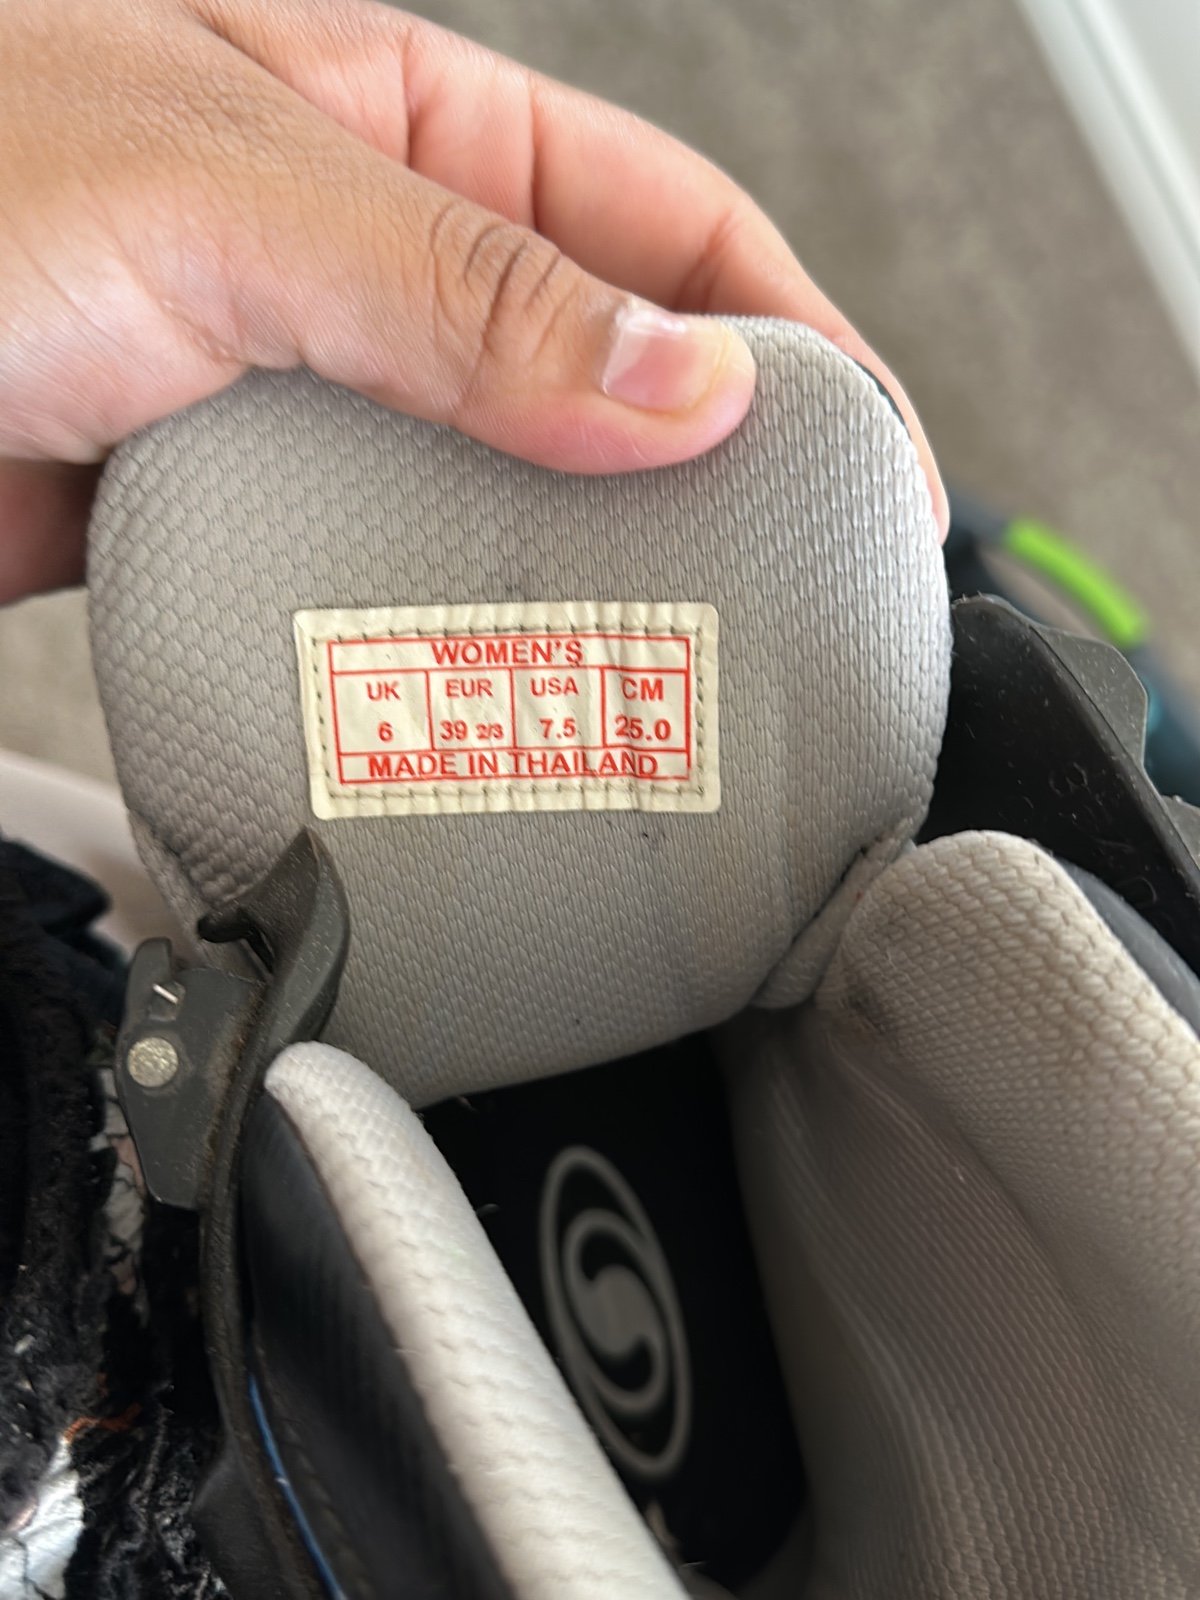 WOMEN'S
UK EUR USA CM
6 39 2/3 7.5 25.0
MADE IN THAILAND